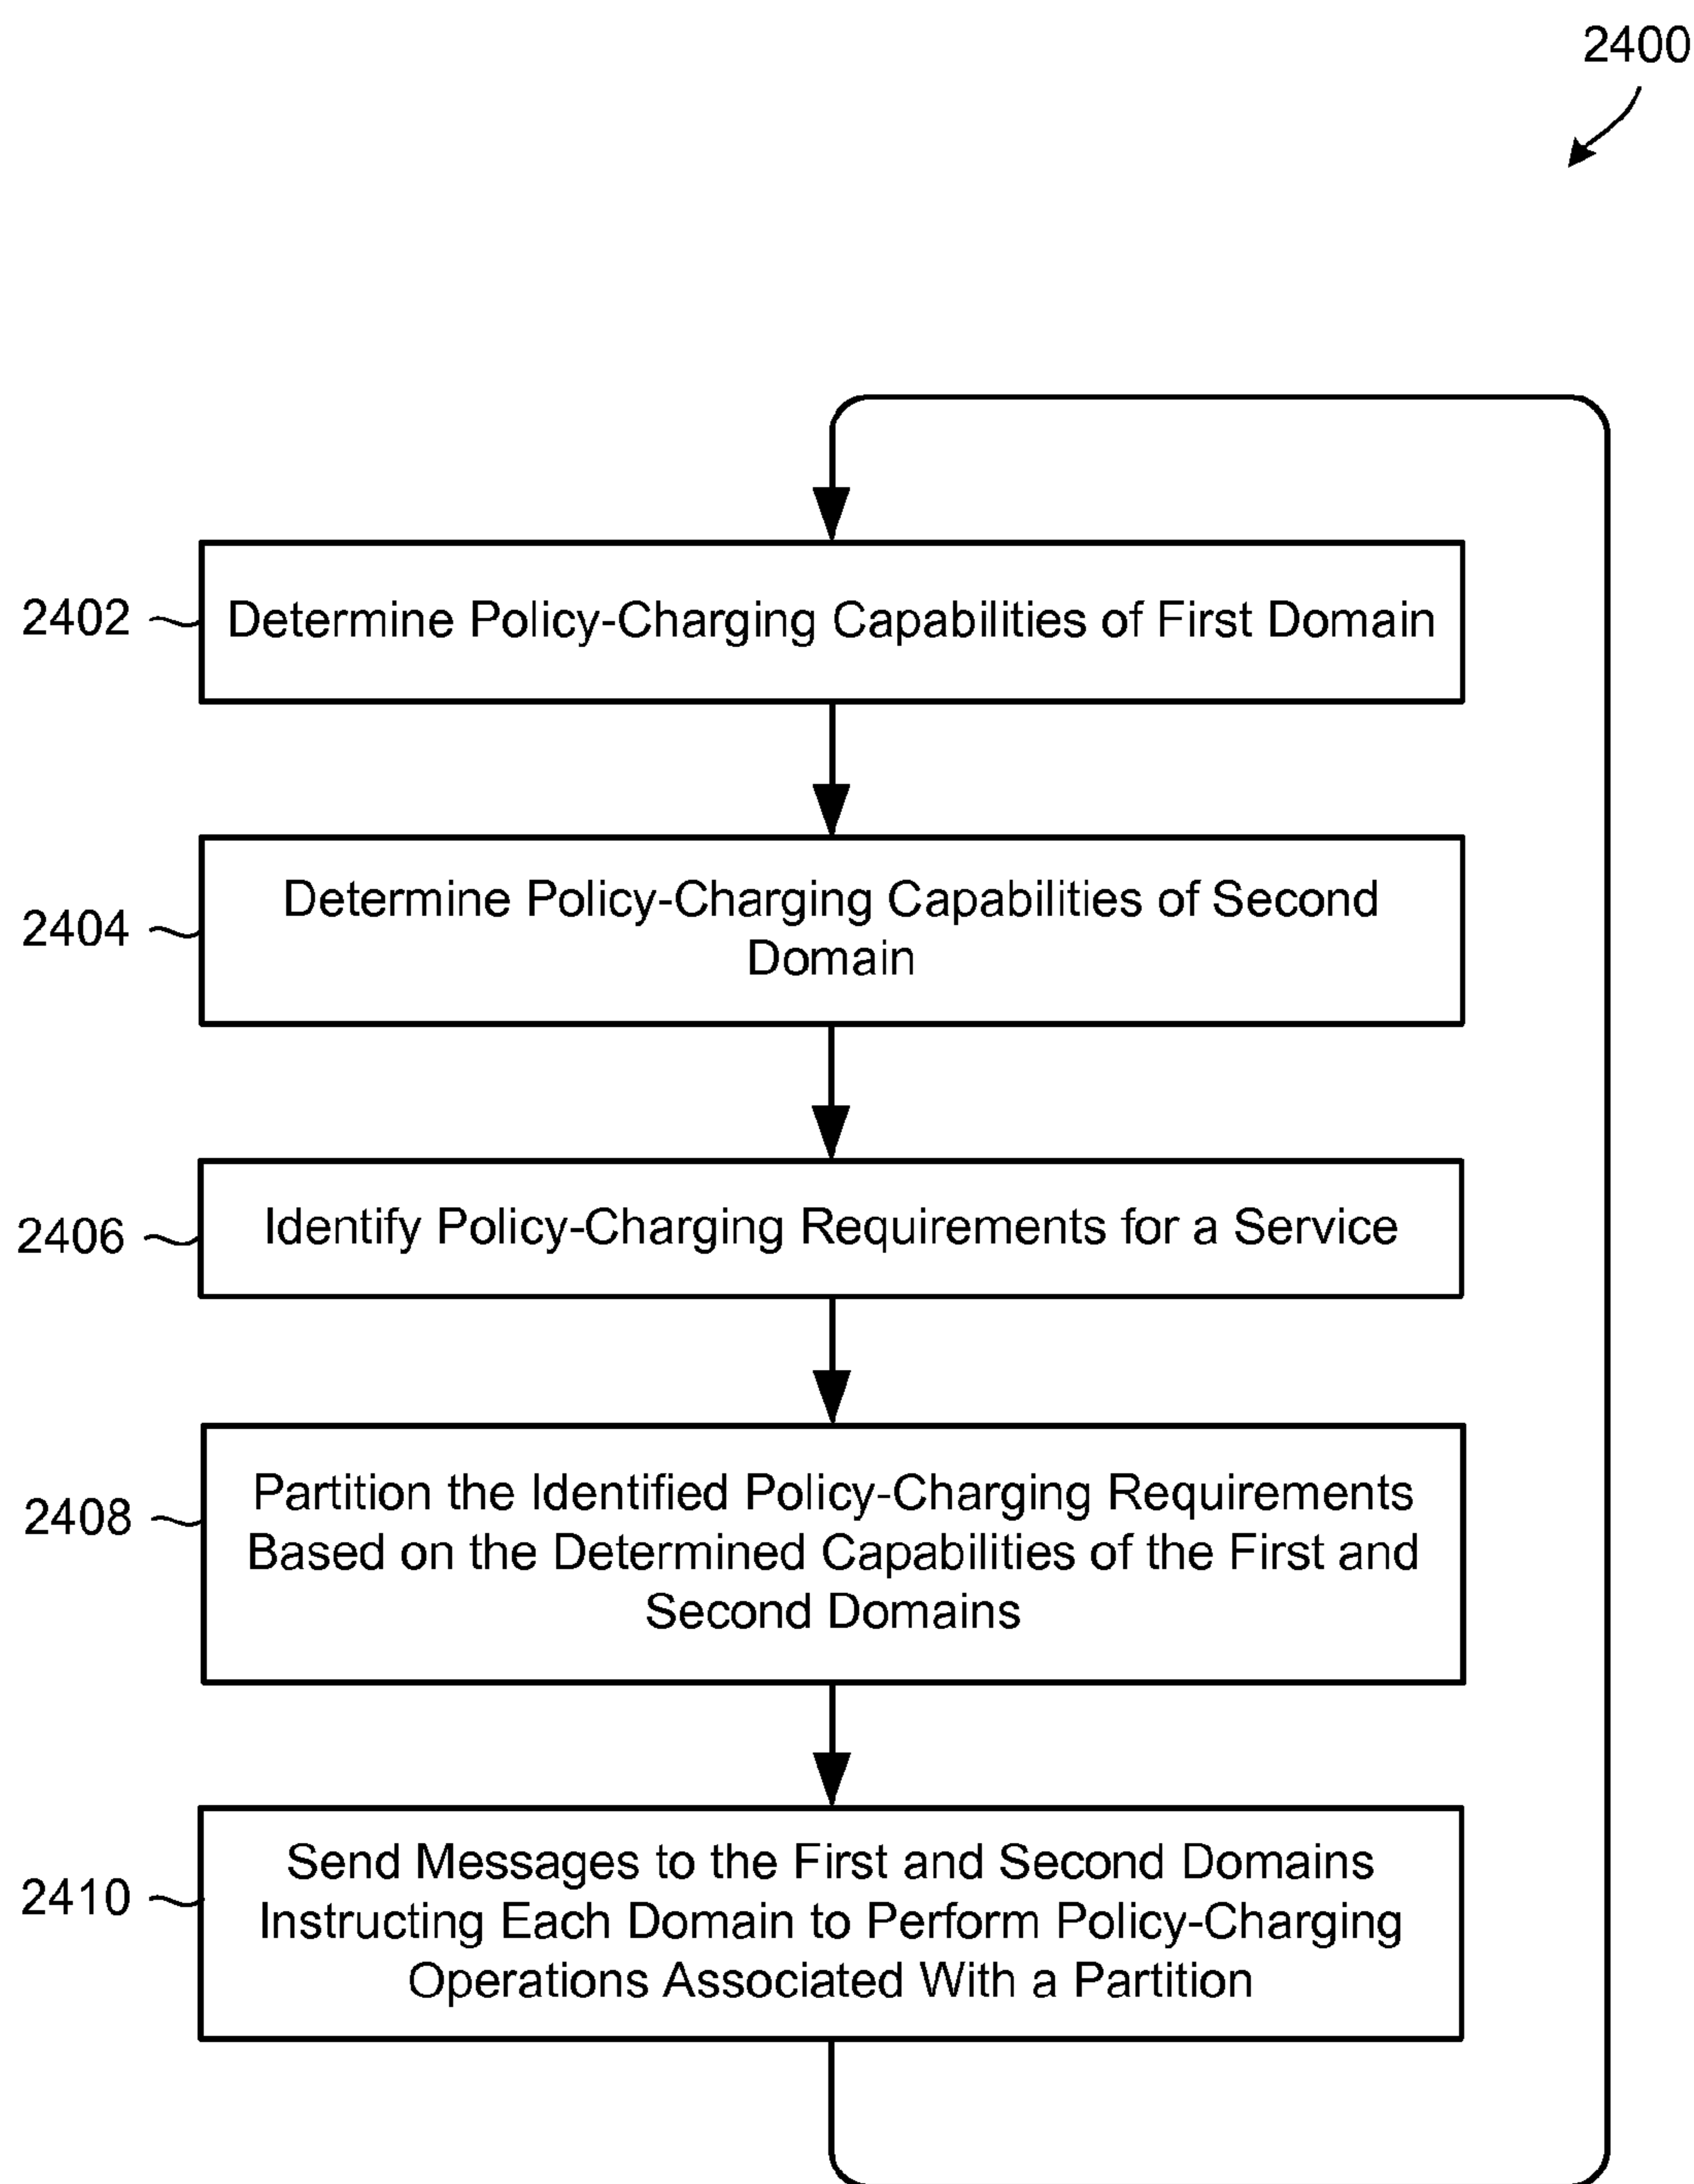 2400
2402
Determine Policy-Charging Capabilities of First Domain
2404
Determine Policy-Charging Capabilities of Second
Domain
2406
Identify Policy-Charging Requirements for a Service
2408
Partition the Identified Policy-Charging Requirements
Based on the Determined Capabilities of the First and
Second Domains
2410
Send Messages to the First and Second Domains
Instructing Each Domain to Perform Policy-Charging
Operations Associated With a Partition